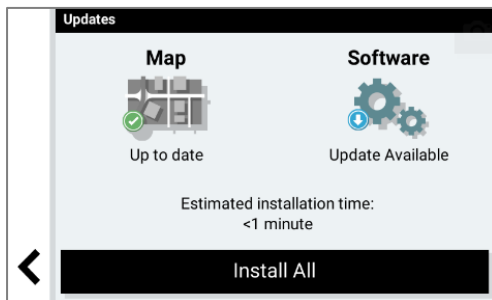 Updates
Map
Software
Up to date
Update Available
Estimated installation time:
<1 minute
Install All